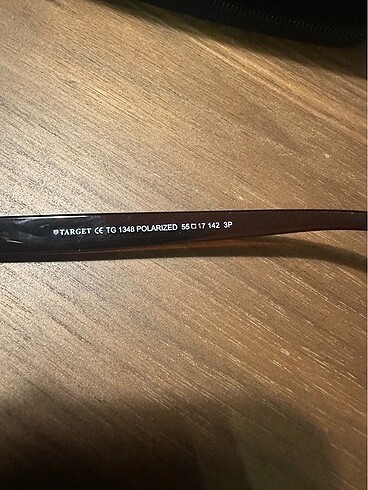 TARGET CE TG 1348 POLARIZED 55□17 142 3P